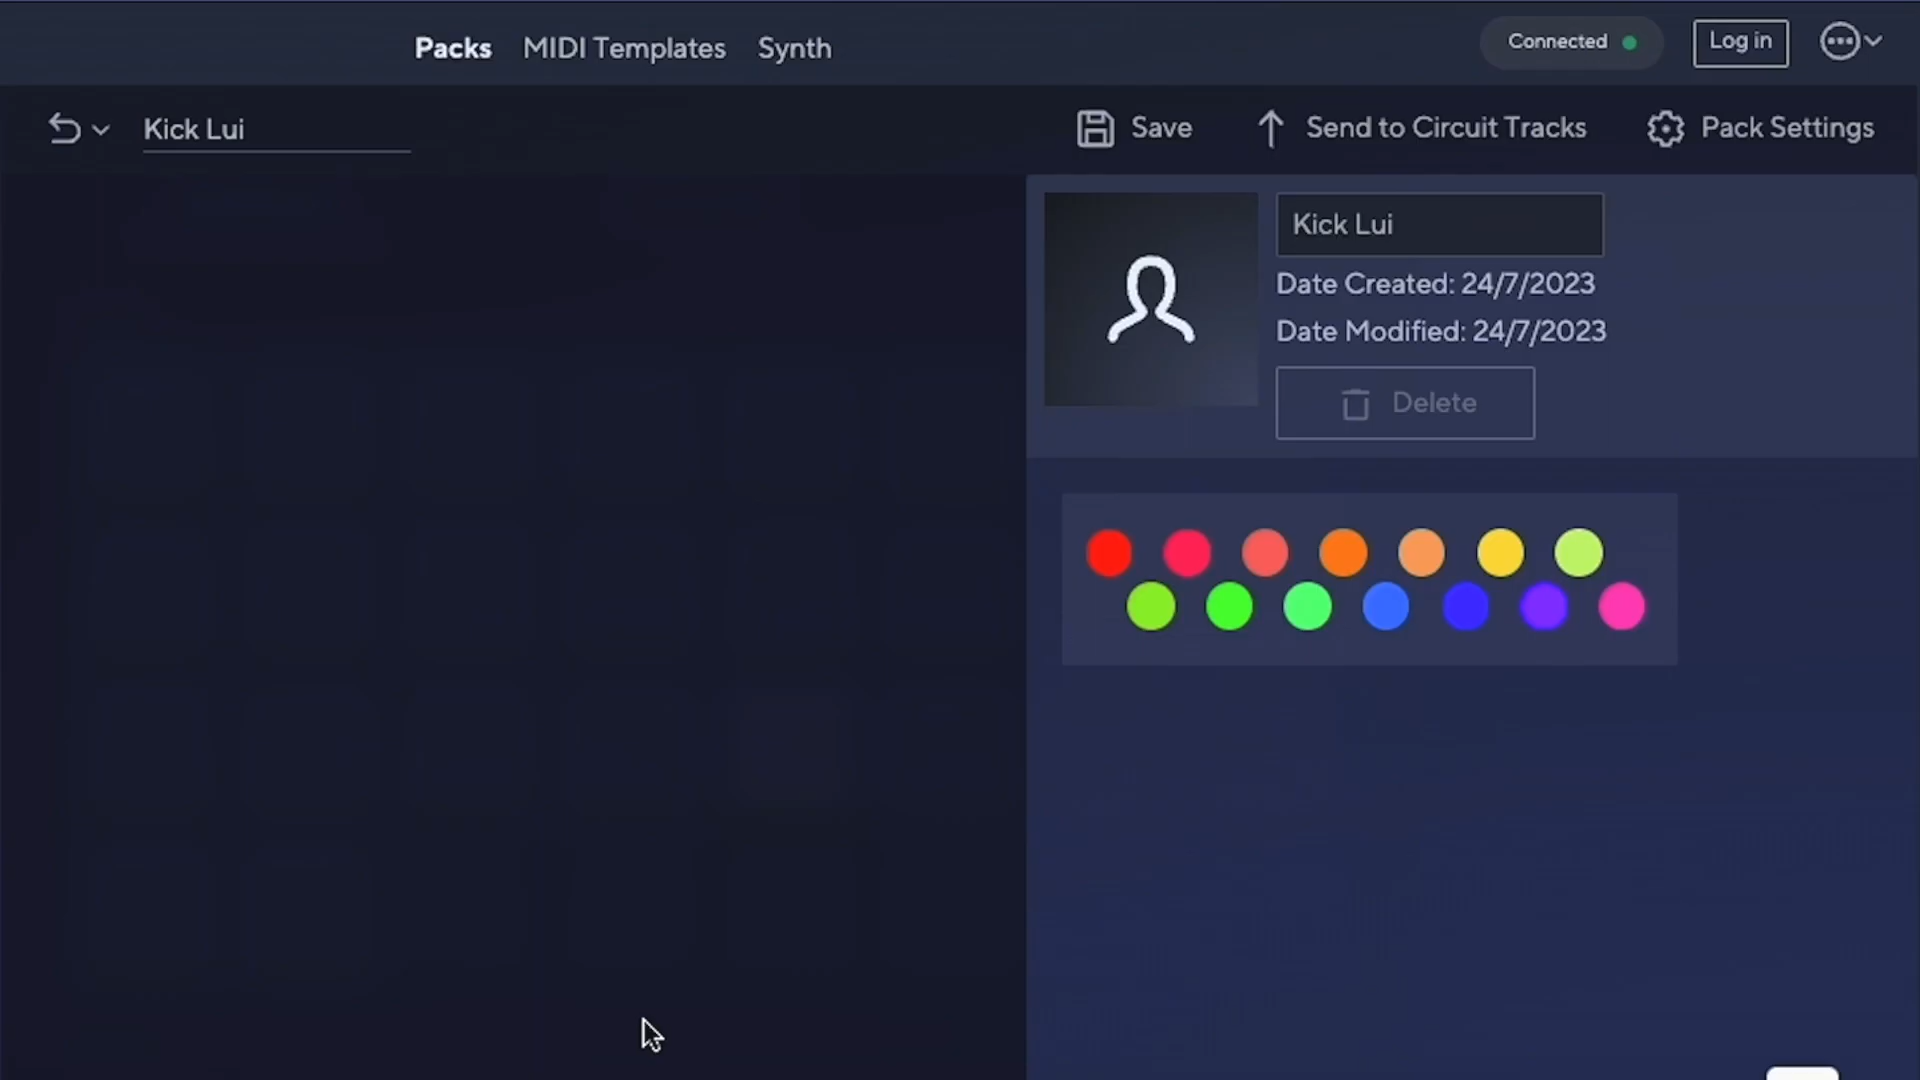 Packs MIDI Templates Synth Connected Log in
Kick Lui Save Send to Circuit Tracks Pack Settings
Kick Lui
Date Created: 24/7/2023
Date Modified: 24/7/2023
Delete